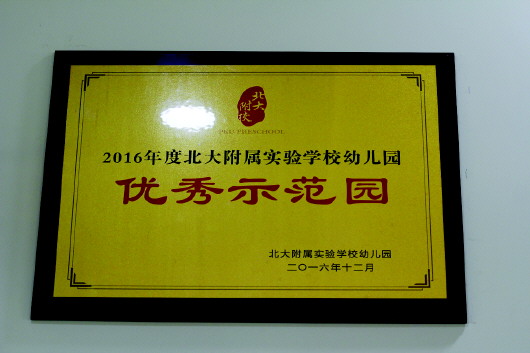 北大
附校
PKU PRESCHOOL
2016年度北大附属实验学校幼儿园
优秀示范园
北大附属实验学校幼儿园
二〇一六年十二月